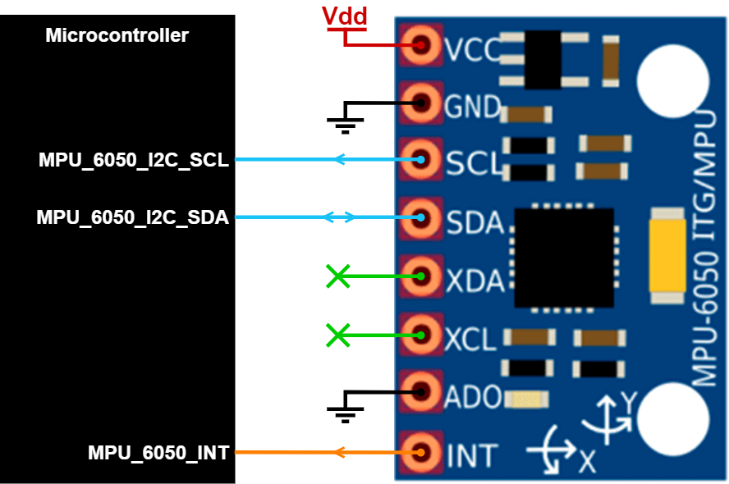 Vdd
Microcontroller
VCC
GND
MPU_6050_I2C_SCL
SCL
MPU_6050_I2C_SDA
SDA
XDA
XCL
ADO
MPU_6050_INT
INT
MPU-6050 ITG/MPU
Y
X